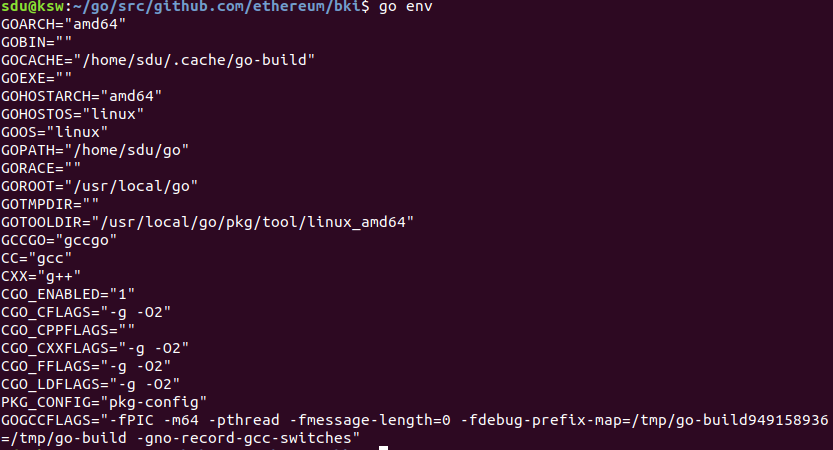 sdu@ksw:~/go/src/github.com/ethereum/bki$ go env
GOARCH="amd64"
GOBIN=""
GOCACHE="/home/sdu/.cache/go-build"
GOEXE=""
GOHOSTARCH="amd64"
GOHOSTOS="linux"
GOOS="linux"
GOPATH="/home/sdu/go"
GORACE=""
GOROOT="/usr/local/go"
GOTMPDIR=""
GOTOOLDIR="/usr/local/go/pkg/tool/linux_amd64"
GCCGO="gccgo"
CC="gcc"
CXX="g++"
CGO_ENABLED="1"
CGO_CFLAGS="-g -O2"
CGO_CPPFLAGS=""
CGO_CXXFLAGS="-g -O2"
CGO_FFLAGS="-g -O2"
CGO_LDFLAGS="-g -O2"
PKG_CONFIG="pkg-config"
GOGCCFLAGS="-fPIC -m64 -pthread -fmessage-length=0 -fdebug-prefix-map=/tmp/go-build949158936
=/tmp/go-build -gno-record-gcc-switches"